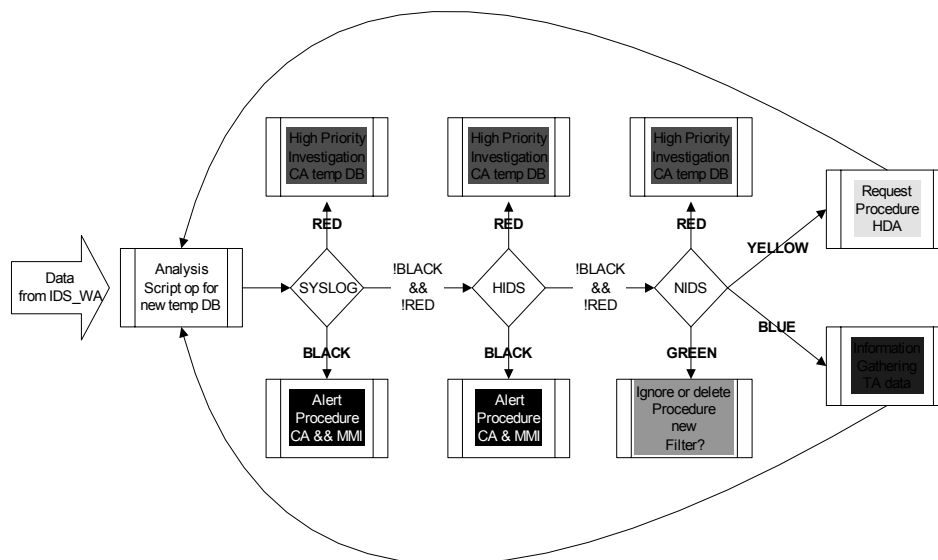 High Priority
Investigation
CA temp DB
High Priority
Investigation
CA temp DB
High Priority
Investigation
CA temp DB
Request
Procedure
HDA
RED
RED
RED
YELLOW
Data
from IDS_WA
Analysis
Script op for
new temp DB
SYSLOG
!BLACK
&&
!RED
HIDS
!BLACK
&&
!RED
NIDS
BLUE
BLACK
BLACK
GREEN
Information
Gathering
TA data
Alert
Procedure
CA && MMI
Alert
Procedure
CA & MMI
Ignore or delete
Procedure
new
Filter?